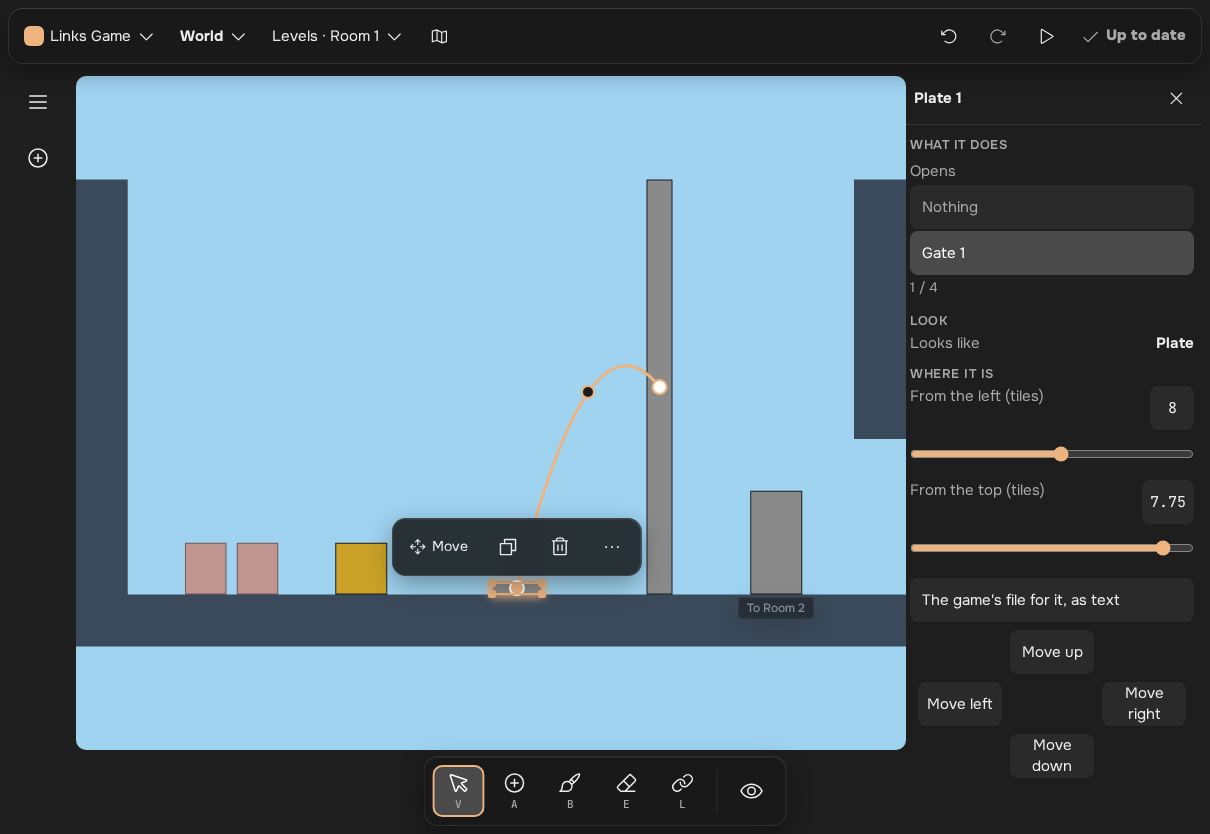 Links Game
World
Levels · Room 1
Up to date
Plate 1
WHAT IT DOES
Opens
Nothing
Gate 1
1 / 4
LOOK
Looks like
Plate
WHERE IT IS
From the left (tiles)
8
From the top (tiles)
7.75
The game's file for it, as text
Move up
Move left
Move
right
Move
down
Move
To Room 2
V
A
B
E
L